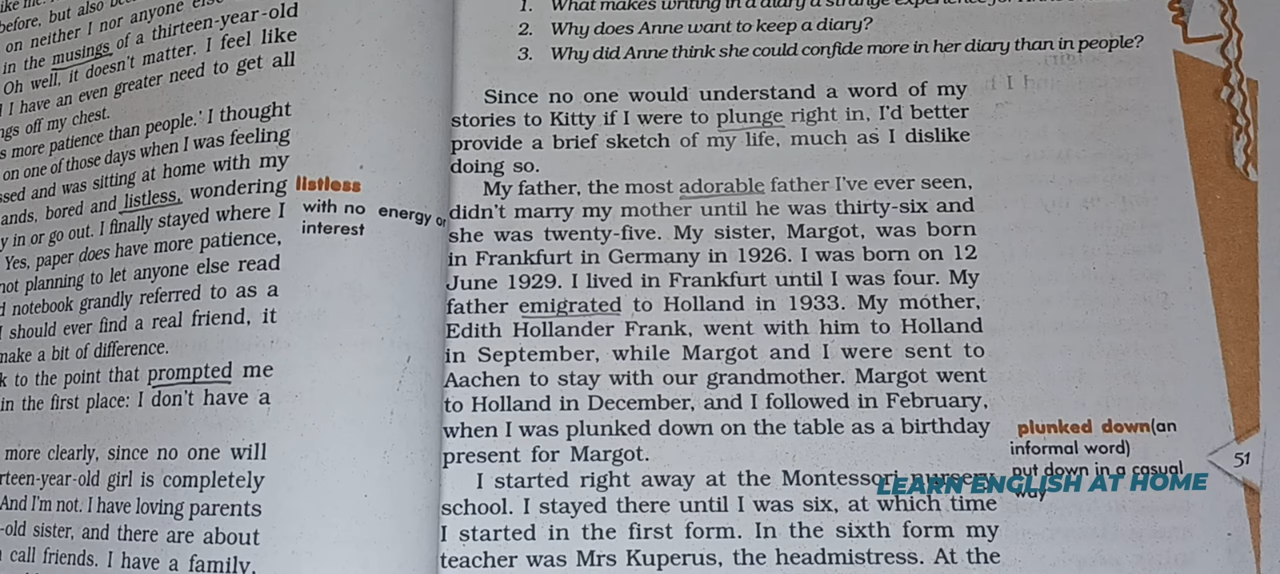 before, but also
on neither I nor anyone else
in the musings of a thirteen-year-old
Oh well, it doesn't matter. I feel like
I have an even greater need to get all
ngs off my chest.
s more patience than people.' I thought
on one of those days when I was feeling
ssed and was sitting at home with my
ands, bored and listless, wondering
y in or go out. I finally stayed where I
Yes, paper does have more patience,
not planning to let anyone else read
d notebook grandly referred to as a
I should ever find a real friend, it
make a bit of difference.
k to the point that prompted me
in the first place: I don't have a
more clearly, since no one will
rteen-year-old girl is completely
And I'm not. I have loving parents
-old sister, and there are about
call friends. I have a family,
listless
with no energy or
interest
1. What makes writing in a diary a strange experience for
2. Why does Anne want to keep a diary?
3. Why did Anne think she could confide more in her diary than in people?
Since no one would understand a word of my
stories to Kitty if I were to plunge right in, I'd better
provide a brief sketch of my life, much as I dislike
doing so.
My father, the most adorable father I've ever seen,
didn't marry my mother until he was thirty-six and
she was twenty-five. My sister, Margot, was born
in Frankfurt in Germany in 1926. I was born on 12
June 1929. I lived in Frankfurt until I was four. My
father emigrated to Holland in 1933. My mother,
Edith Hollander Frank, went with him to Holland
in September, while Margot and I were sent to
Aachen to stay with our grandmother. Margot went
to Holland in December, and I followed in February,
when I was plunked down on the table as a birthday
present for Margot.
I started right away at the Montessori nursery
school. I stayed there until I was six, at which time
I started in the first form. In the sixth form my
teacher was Mrs Kuperus, the headmistress. At the
plunked down(an
informal word)
put down in a casual
way
51
LEARN ENGLISH AT HOME